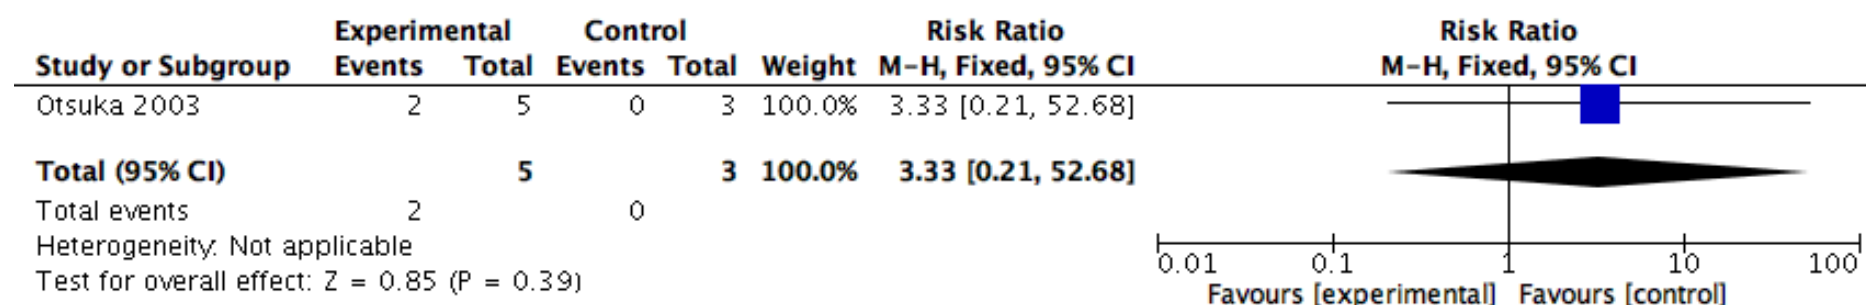 Experimental Control Risk Ratio Risk Ratio
Study or Subgroup Events Total Events Total Weight M-H, Fixed, 95% CI M-H, Fixed, 95% CI
Otsuka 2003 2 5 0 3 100.0% 3.33 [0.21, 52.68]
Total (95% CI) 5 3 100.0% 3.33 [0.21, 52.68]
Total events 2 0
Heterogeneity: Not applicable
Test for overall effect: Z = 0.85 (P = 0.39)
0.01 0.1 1 10 100
Favours [experimental] Favours [control]